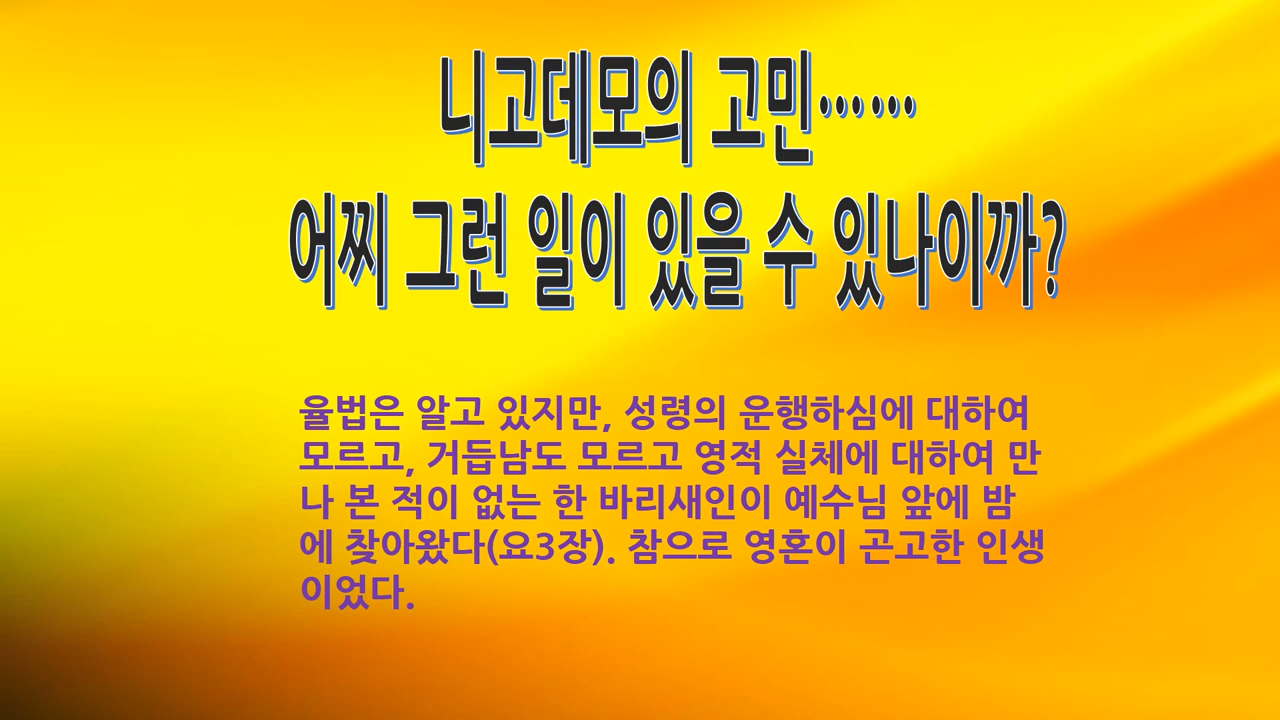 니고데모의 고민……
어찌 그런 일이 있을 수 있나이까?
율법은 알고 있지만, 성령의 운행하심에 대하여
모르고, 거듭남도 모르고 영적 실체에 대하여 만
나 본 적이 없는 한 바리새인이 예수님 앞에 밤
에 찾아왔다(요3장). 참으로 영혼이 곤고한 인생
이었다.